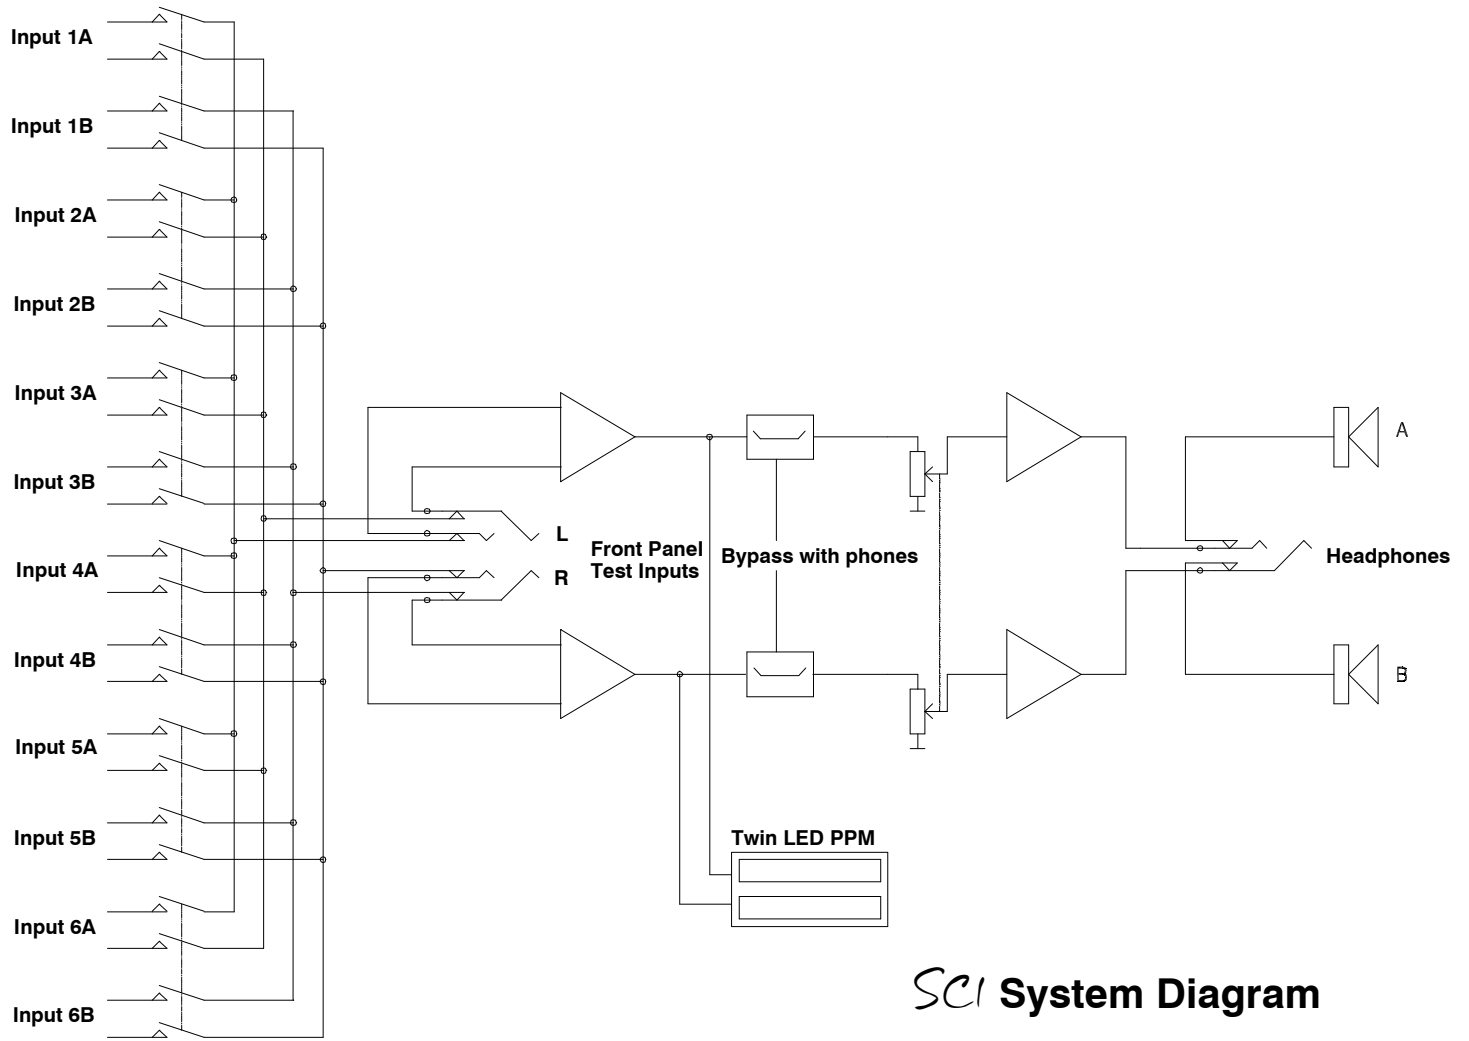 Input 1A
Input 1B
Input 2A
Input 2B
Input 3A
Input 3B
Input 4A
Input 4B
Input 5A
Input 5B
Input 6A
Input 6B
L
R
Front Panel
Test Inputs
Bypass with phones
Twin LED PPM
A
Headphones
B
SCI System Diagram